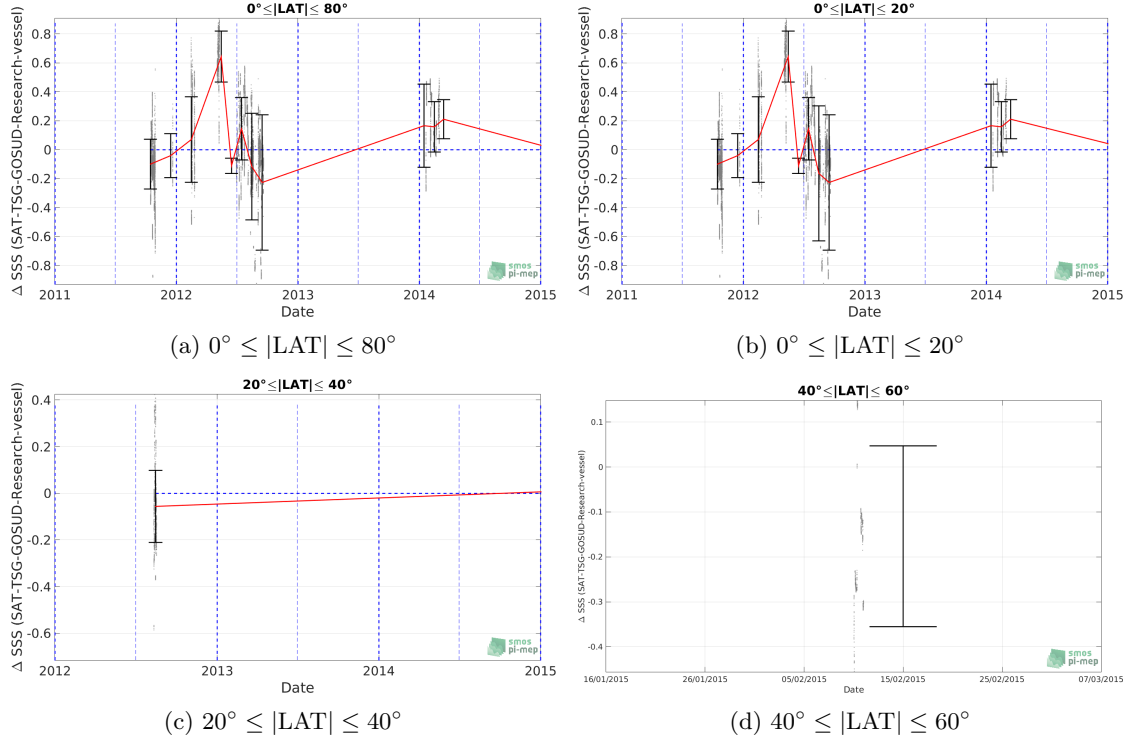 0°≤|LAT|≤ 80°
Δ SSS (SAT-TSG-GOSUD-Research-vessel)
0.8
0.6
0.4
0.2
0
-0.2
-0.4
-0.6
-0.8
2011 2012 2013 2014 2015
Date
smos
pi-mep
(a) 0° ≤ |LAT| ≤ 80°
0°≤|LAT|≤ 20°
Δ SSS (SAT-TSG-GOSUD-Research-vessel)
0.8
0.6
0.4
0.2
0
-0.2
-0.4
-0.6
-0.8
2011 2012 2013 2014 2015
Date
smos
pi-mep
(b) 0° ≤ |LAT| ≤ 20°
20°≤|LAT|≤ 40°
Δ SSS (SAT-TSG-GOSUD-Research-vessel)
0.4
0.2
0
-0.2
-0.4
-0.6
2012 2013 2014 2015
Date
smos
pi-mep
(c) 20° ≤ |LAT| ≤ 40°
40°≤|LAT|≤ 60°
Δ SSS (SAT-TSG-GOSUD-Research-vessel)
0.1
0
-0.1
-0.2
-0.3
-0.4
16/01/2015 26/01/2015 05/02/2015 15/02/2015 25/02/2015 07/03/2015
Date
smos
pi-mep
(d) 40° ≤ |LAT| ≤ 60°